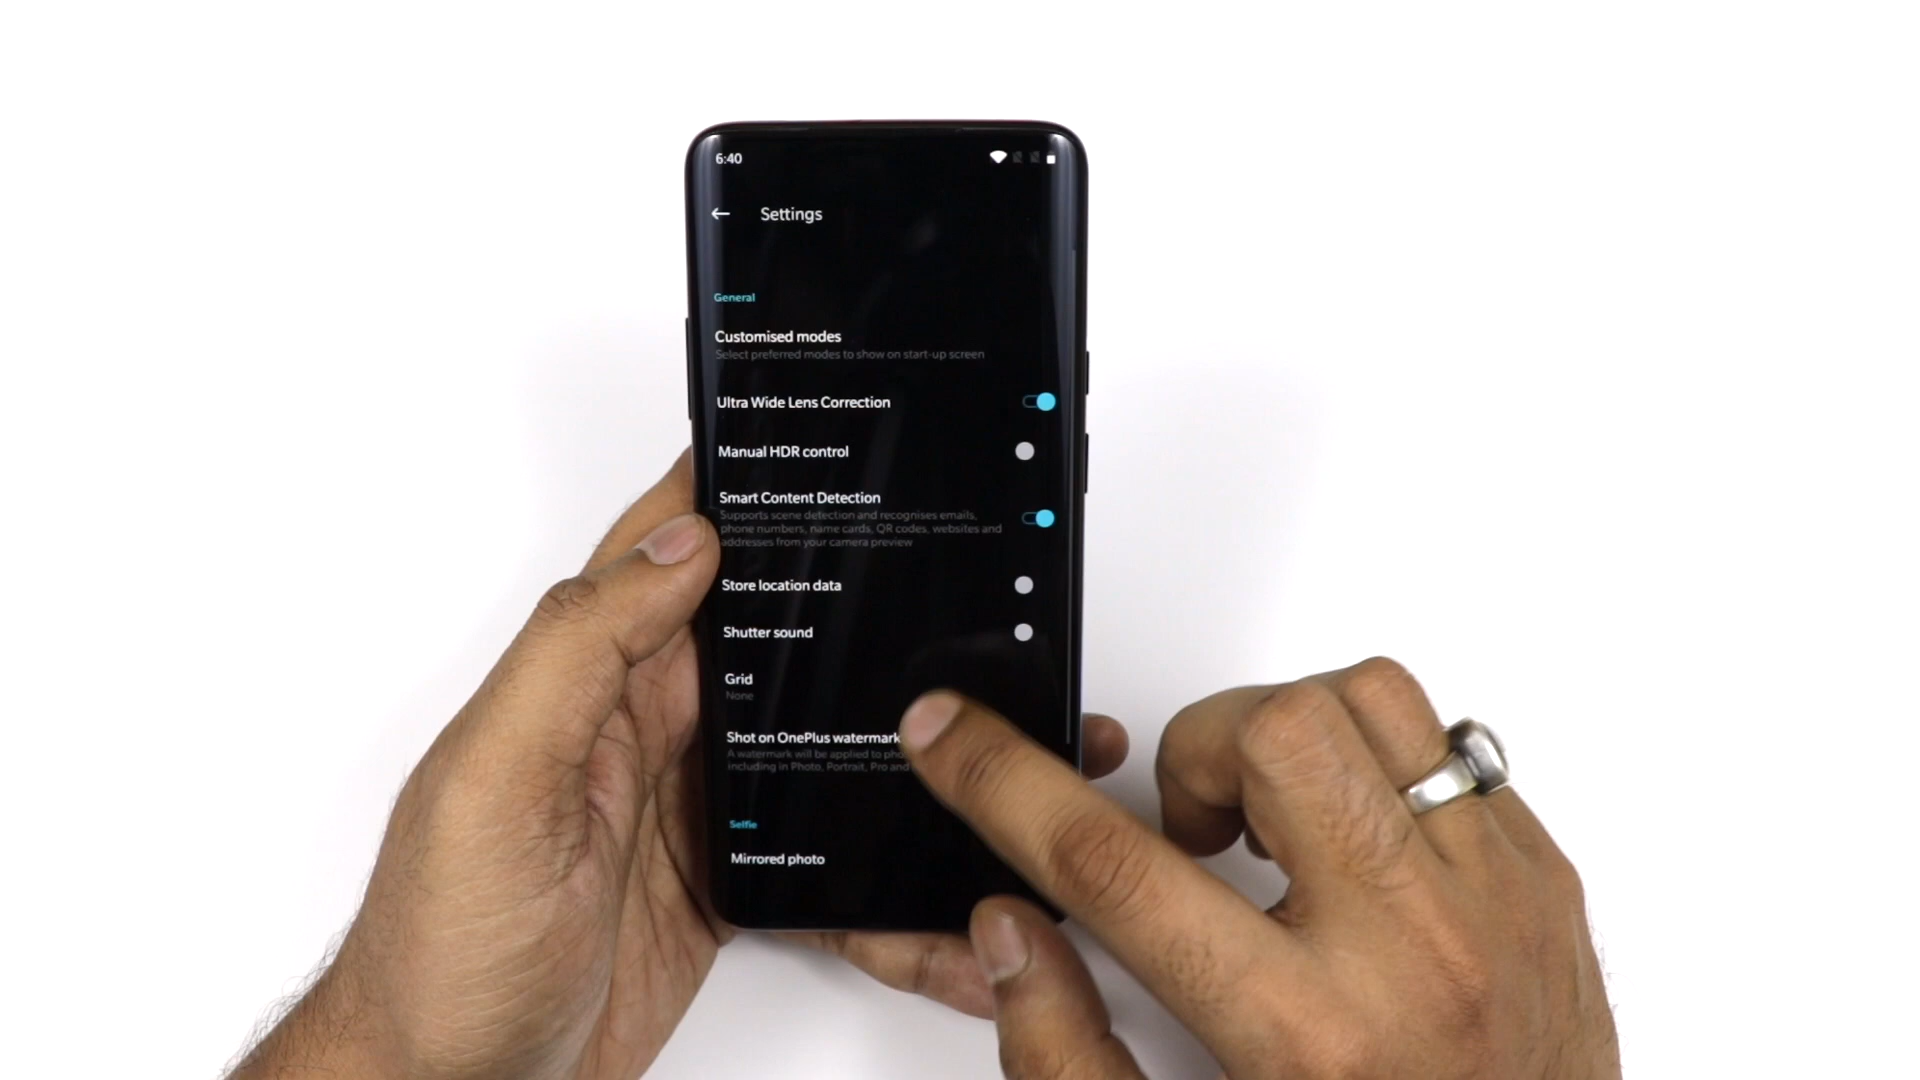 6:40
Settings
General
Customised modes
Select preferred modes to show on start-up screen
Ultra Wide Lens Correction
Manual HDR control
Smart Content Detection
Supports scene detection and recognises emails,
phone numbers, name cards, QR codes, websites and
addresses from your camera preview
Store location data
Shutter sound
Grid
None
Shot on OnePlus watermark
A watermark will be applied to
including in Photo, Portrait, Pro and
Selfie
Mirrored photo